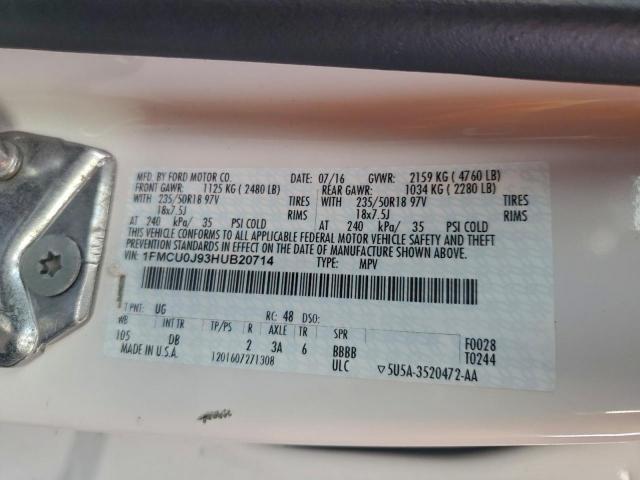 MFD. BY FORD MOTOR CO. 07/16 GVWR: 2159 KG ( 4760 LB)
FRONT GAWR: 1125 KG ( 2480 LB) REAR GAWR: 1034 KG ( 2280 LB)
WITH 235/50R18 97V TIRES WITH 235/50R18 97V TIRES
18x7.5J RIMS 18x7.5J RIMS
AT 240 kPa/ 35 PSI COLD AT 240 kPa/ 35 PSI COLD
THIS VEHICLE CONFORMS TO ALL APPLICABLE FEDERAL MOTOR VEHICLE SAFETY AND THEFT
PREVENTION STANDARDS IN EFFECT ON THE DATE OF MANUFACTURE SHOWN ABOVE.
VIN: 1FMCU0J93HUB20714 TYPE: MPV
T PNT: UG RC: 48 DSO:
WB INT TR TP/PS R AXLE TR SPR F0028
105 DB 2 3A 6 BBBB T0244
MADE IN U.S.A. 1201607271308 ULC ▽5U5A-3520472-AA